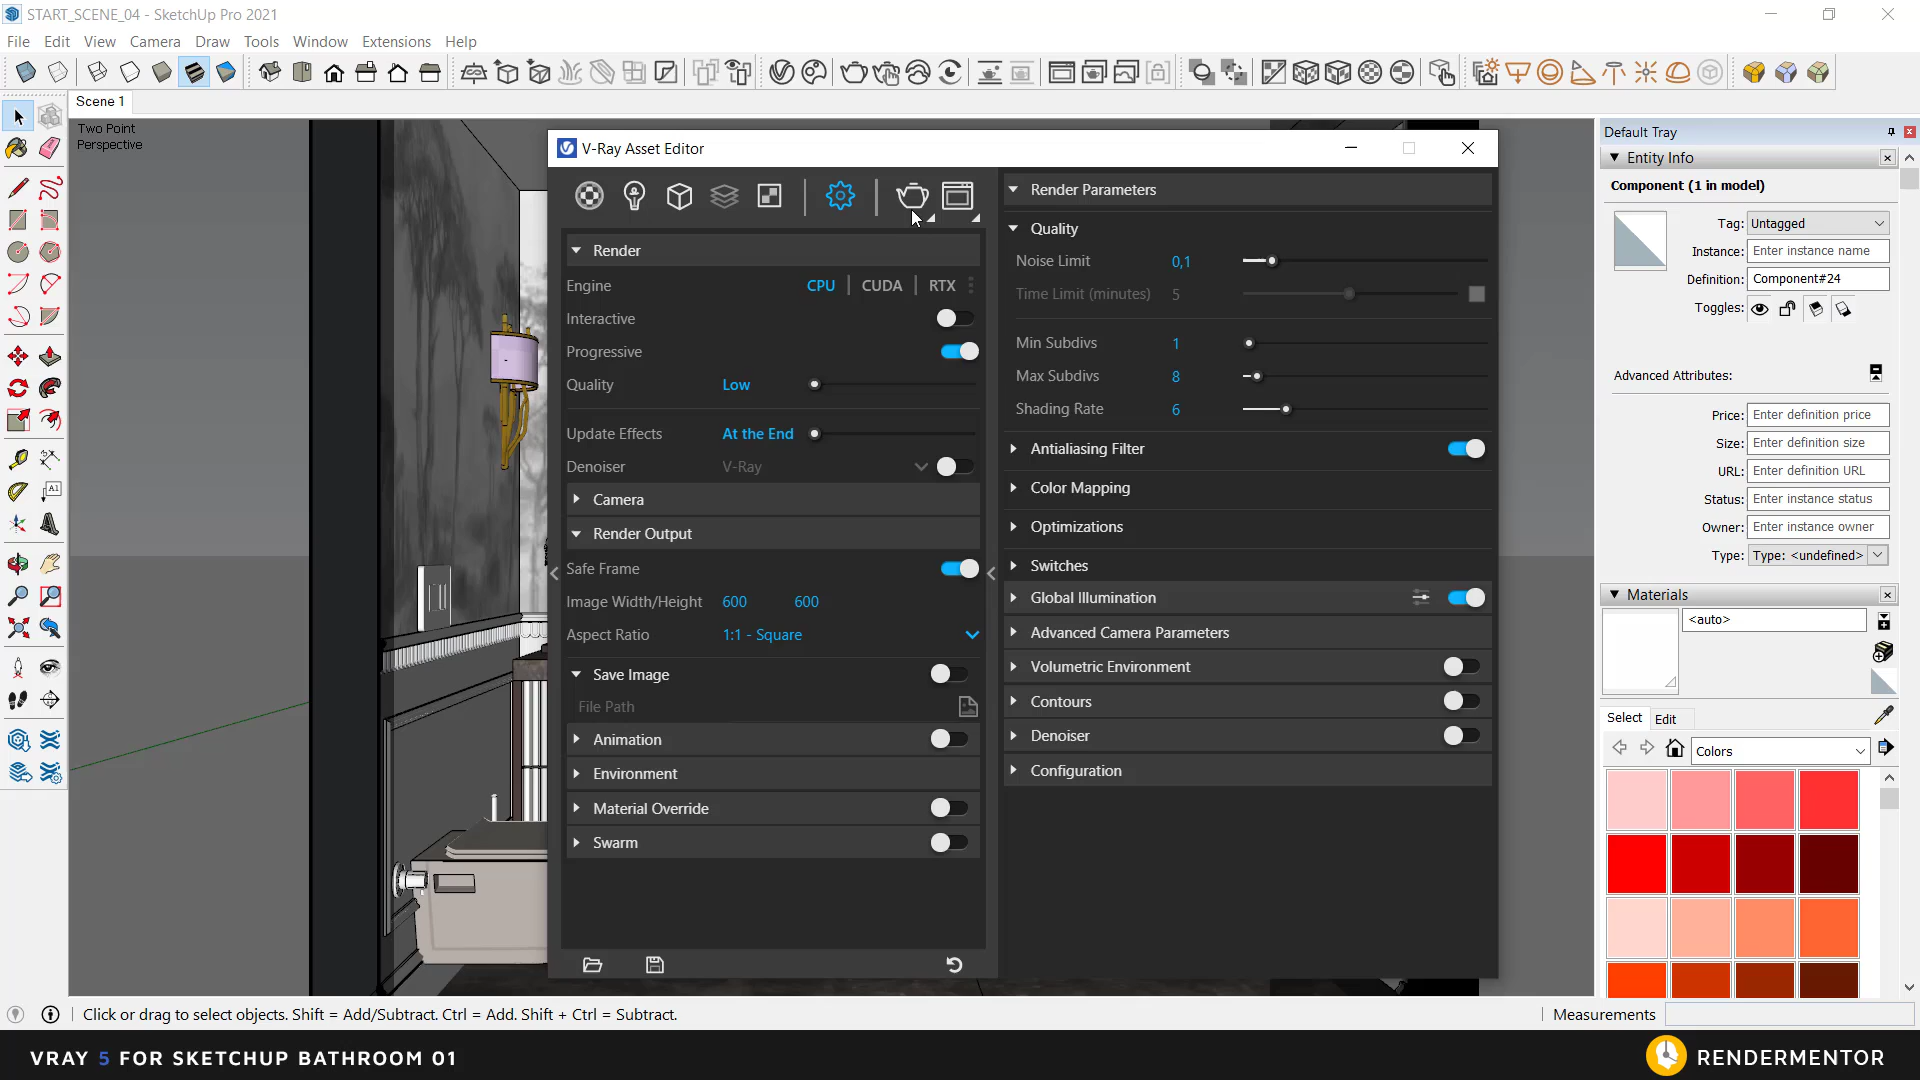 START_SCENE_04 - SketchUp Pro 2021
File Edit View Camera Draw Tools Window Extensions Help
Scene 1
Two Point
Perspective
A1
V-Ray Asset Editor
Render
Engine CPU CUDA RTX
Interactive
Progressive
Quality Low
Update Effects At the End
Denoiser V-Ray
Camera
Render Output
Safe Frame
Image Width/Height 600 600
Aspect Ratio 1:1 - Square
Save Image
File Path
Animation
Environment
Material Override
Swarm
Render Parameters
Quality
Noise Limit 0,1
Time Limit (minutes) 5
Min Subdivs 1
Max Subdivs 8
Shading Rate 6
Antialiasing Filter
Color Mapping
Optimizations
Switches
Global Illumination
Advanced Camera Parameters
Volumetric Environment
Contours
Denoiser
Configuration
Default Tray
Entity Info
Component (1 in model)
Tag: Untagged
Instance: Enter instance name
Definition: Component#24
Toggles:
Advanced Attributes:
Price: Enter definition price
Size: Enter definition size
URL: Enter definition URL
Status: Enter instance status
Owner: Enter instance owner
Type: Type: <undefined>
Materials
<auto>
Select Edit
Colors
Click or drag to select objects. Shift = Add/Subtract. Ctrl = Add. Shift + Ctrl = Subtract.
Measurements
VRAY 5 FOR SKETCHUP BATHROOM 01
RENDERMENTOR